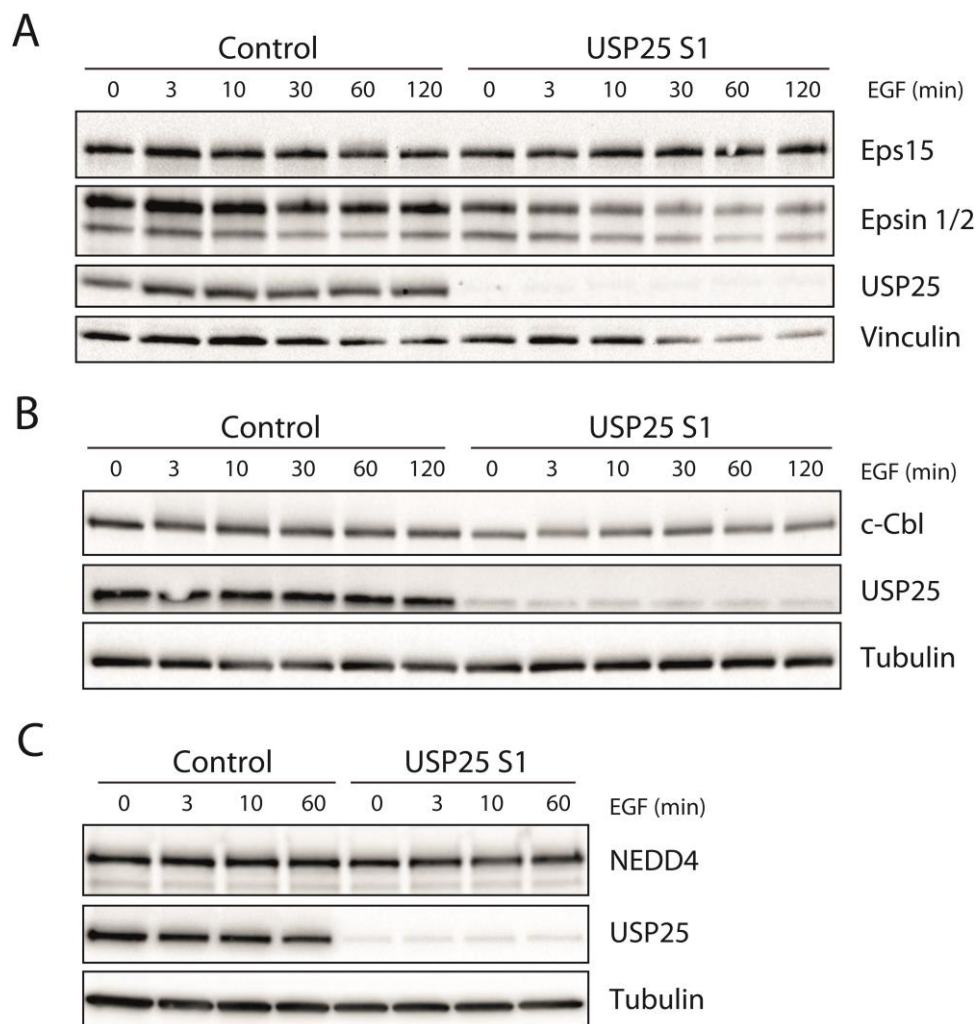 A
Control USP25 S1
0 3 10 30 60 120 0 3 10 30 60 120 EGF (min)
Eps15
Epsin 1/2
USP25
Vinculin
B
Control USP25 S1
0 3 10 30 60 120 0 3 10 30 60 120 EGF (min)
c-Cbl
USP25
Tubulin
C
Control USP25 S1
0 3 10 60 0 3 10 60 EGF (min)
NEDD4
USP25
Tubulin